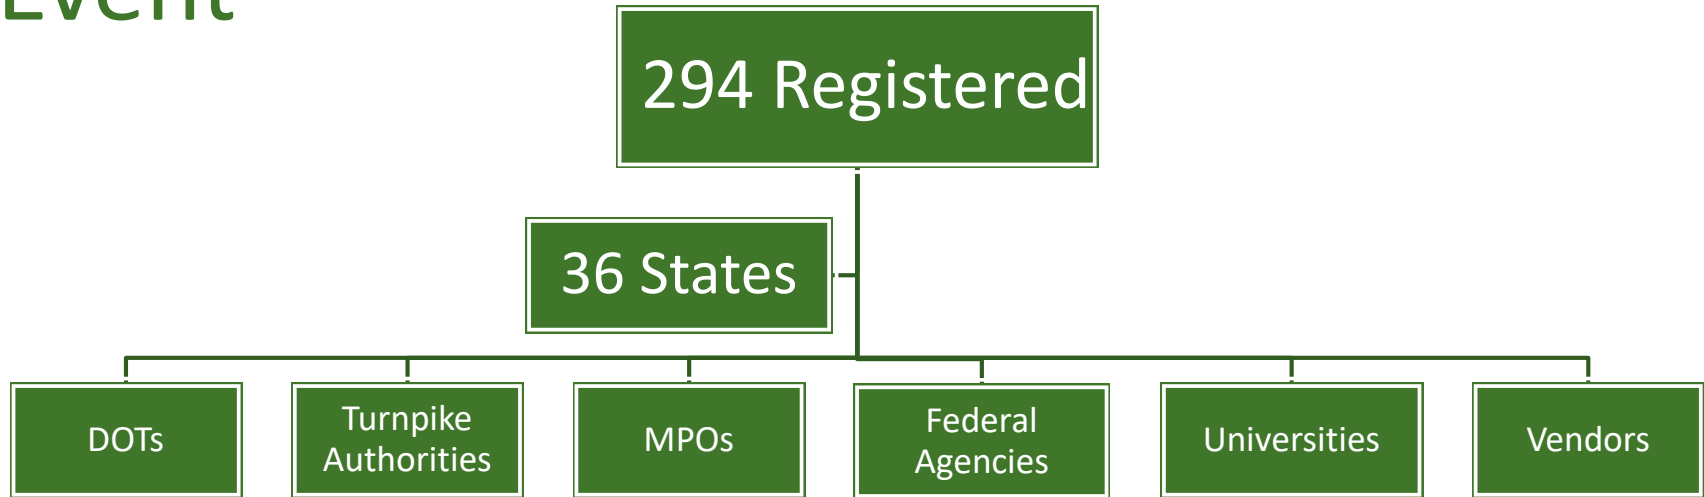 Event
294 Registered
36 States
DOTs
Turnpike
Authorities
MPOs
Federal
Agencies
Universities
Vendors